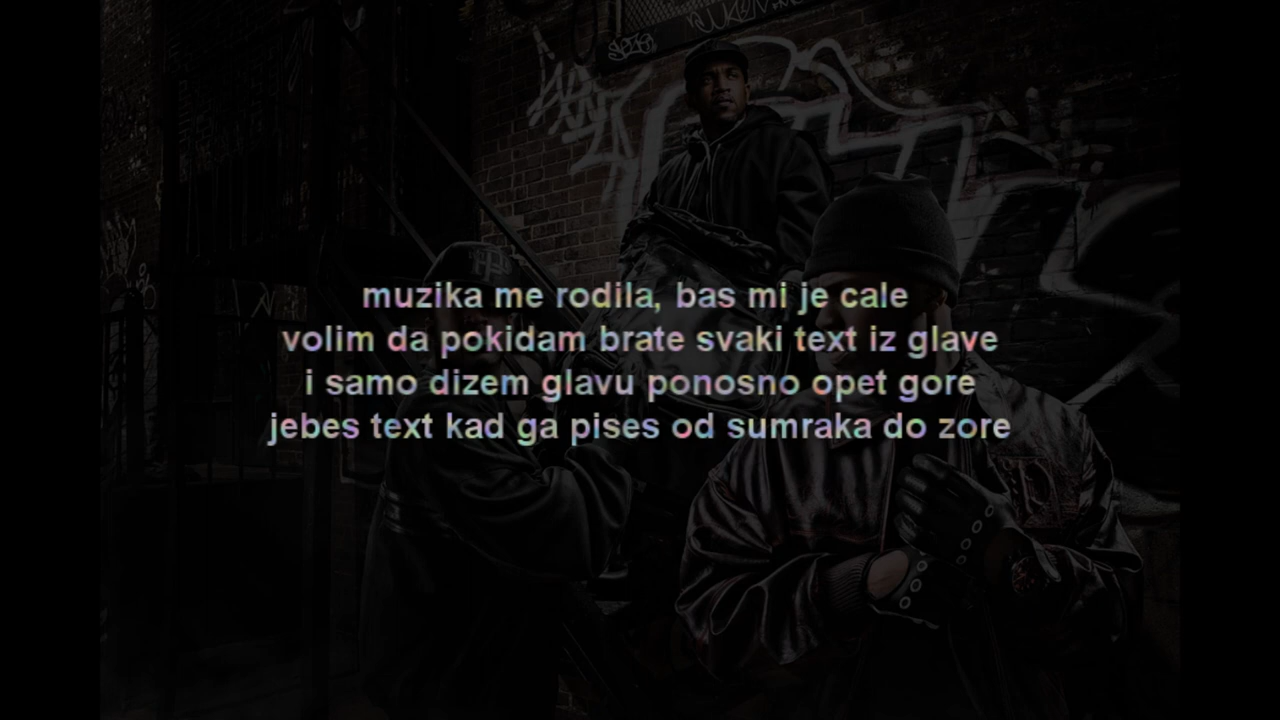 muzika me rodila, bas mi je cale
volim da pokidam brate svaki text iz glave
i samo dizem glavu ponosno opet gore
jebes text kad ga pises od sumraka do zore